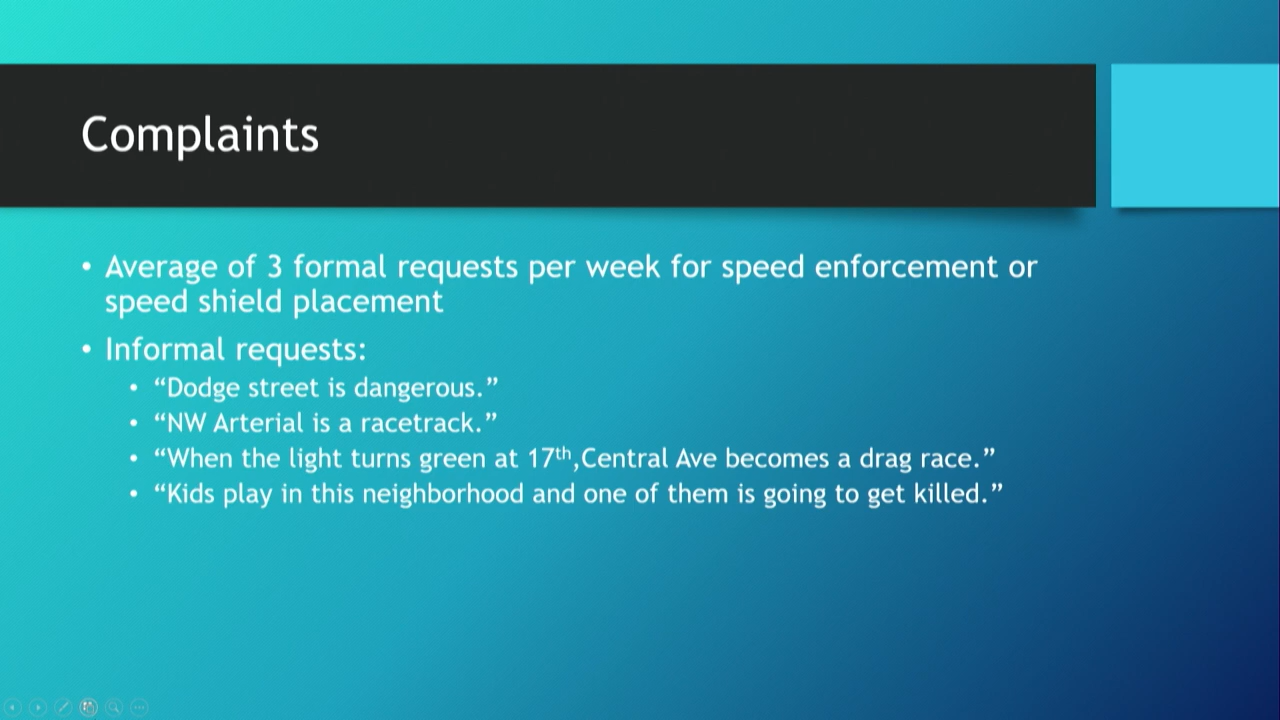 Complaints
• Average of 3 formal requests per week for speed enforcement or
speed shield placement
• Informal requests:
• “Dodge street is dangerous.”
• “NW Arterial is a racetrack.”
• “When the light turns green at 17th,Central Ave becomes a drag race.”
• “Kids play in this neighborhood and one of them is going to get killed.”